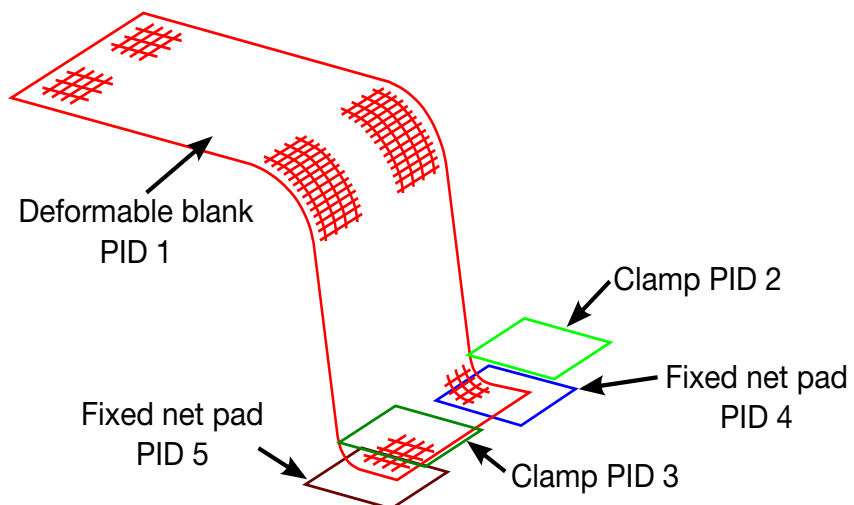 Deformable blank
PID 1
Clamp PID 2
Fixed net pad
PID 4
Fixed net pad
PID 5
Clamp PID 3